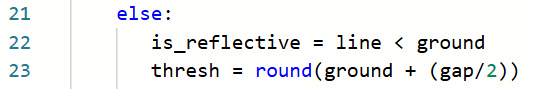 21 else:
22 is_reflective = line < ground
23 thresh = round(ground + (gap/2))